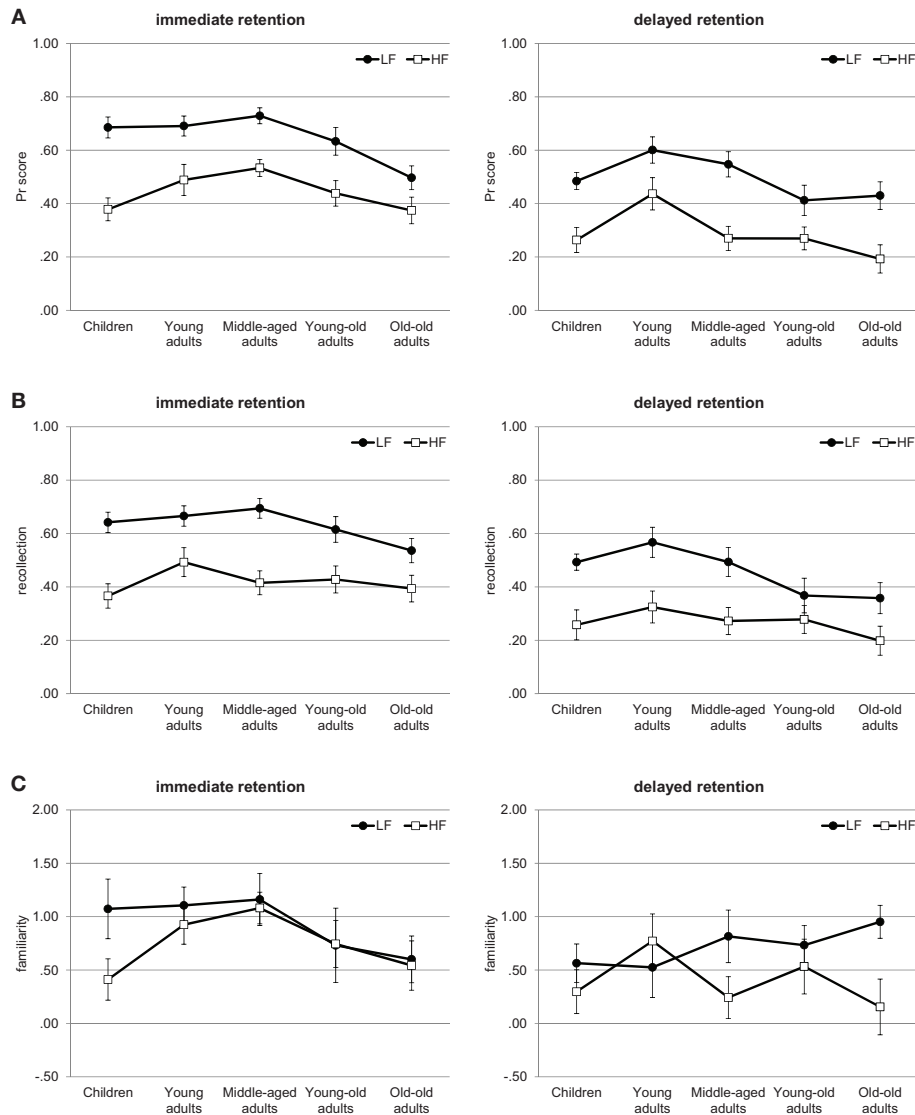 A
immediate retention
LF HF
1.00
.80
.60
.40
.20
.00
Pr score
Children
Young adults
Middle-aged adults
Young-old adults
Old-old adults
delayed retention
LF HF
1.00
.80
.60
.40
.20
.00
Pr score
Children
Young adults
Middle-aged adults
Young-old adults
Old-old adults
B
immediate retention
LF HF
1.00
.80
.60
.40
.20
.00
recollection
Children
Young adults
Middle-aged adults
Young-old adults
Old-old adults
delayed retention
LF HF
1.00
.80
.60
.40
.20
.00
recollection
Children
Young adults
Middle-aged adults
Young-old adults
Old-old adults
C
immediate retention
LF HF
2.00
1.50
1.00
.50
.00
-.50
familiarity
Children
Young adults
Middle-aged adults
Young-old adults
Old-old adults
delayed retention
LF HF
2.00
1.50
1.00
.50
.00
-.50
familiarity
Children
Young adults
Middle-aged adults
Young-old adults
Old-old adults